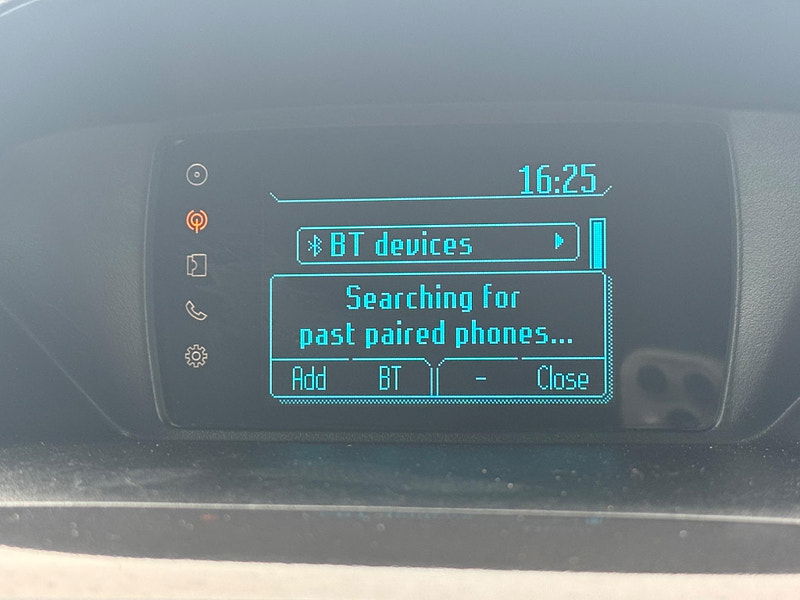 16:25
BT devices
Searching for
past paired phones...
Add BT - Close